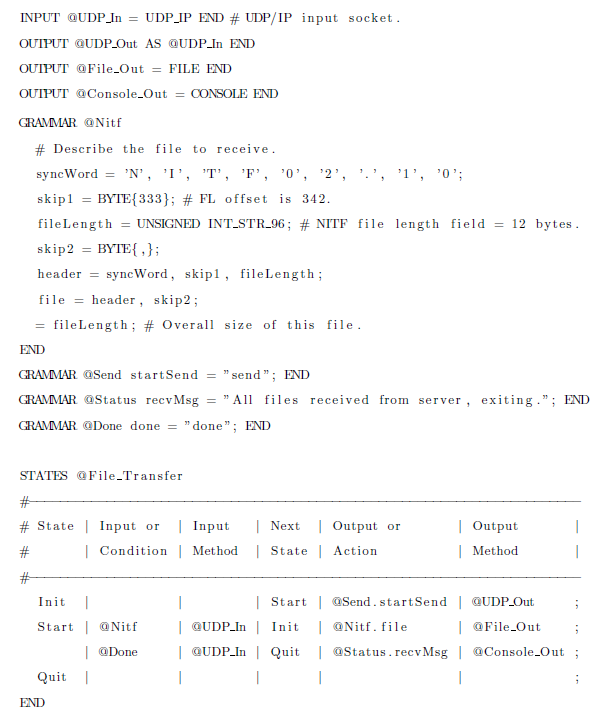 INPUT @UDP_In = UDP_IP END # UDP/IP input socket.
OUTPUT @UDP_Out AS @UDP_In END
OUTPUT @File_Out = FILE END
OUTPUT @Console_Out = CONSOLE END
GRAMMAR @Nitf
# Describe the file to receive.
syncWord = 'N', 'I', 'T', 'F', '0', '2', '.', '1', '0';
skip1 = BYTE{333}; # FL offset is 342.
fileLength = UNSIGNED INT_STR_96; # NITF file length field = 12 bytes.
skip2 = BYTE{,};
header = syncWord, skip1, fileLength;
file = header, skip2;
= fileLength; # Overall size of this file.
END
GRAMMAR @Send startSend = "send"; END
GRAMMAR @Status recvMsg = "All files received from server, exiting."; END
GRAMMAR @Done done = "done"; END
STATES @File_Transfer
#————————————————————————————————
# State | Input or | Input | Next | Output or | Output |
# | Condition | Method | State | Action | Method |
#————————————————————————————————
Init | | | Start | @Send.startSend | @UDP_Out ;
Start | @Nitf | @UDP_In | Init | @Nitf.file | @File_Out ;
| @Done | @UDP_In | Quit | @Status.recvMsg | @Console_Out ;
Quit | | | | | ;
END